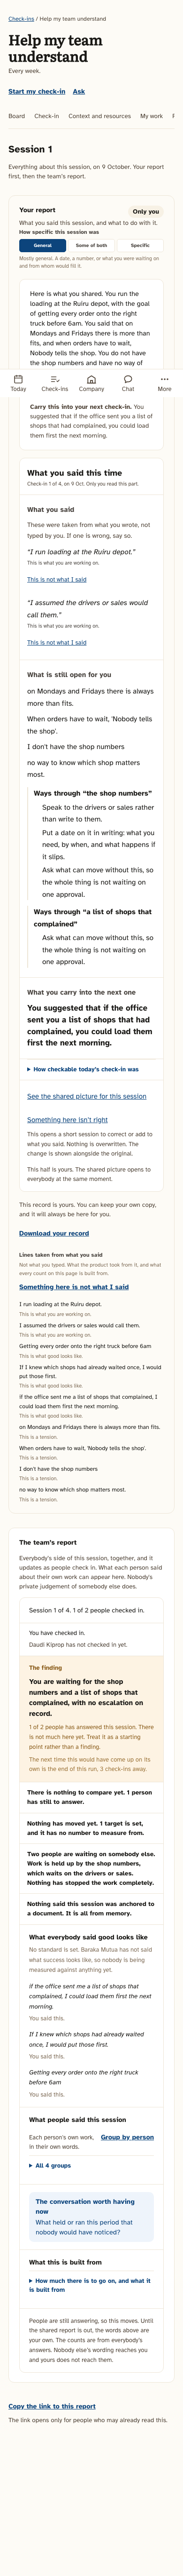 Check-ins / Help my team understand
Help my team
understand
Every week.
Start my check-in Ask
Board Check-in Context and resources My work
Session 1
Everything about this session, on 9 October. Your report
first, then the team's report.
Your report
Only you
What you said this session, and what to do with it.
How specific this session was
General Some of both Specific
Mostly general. A date, a number, or what you were waiting on
and from whom would fill it.
Here is what I heard. You run the
loading at the Ruiru depot, with the goal
of getting every order onto the right
truck before 6am. You said that on
Mondays and Fridays there is more than
fits, and when orders have to wait,
Nobody tells the shop. You do not have
the shop numbers and have no way of
Today Check-ins Company Chat More
Carry this into your next check-in. You
suggested that if the office sent you a list of
shops that had complained, you could load
them first the next morning.
What you said this time
Check-in 1 of 4, on 9 Oct. Only you read this part.
What you said
These were taken from what you wrote, not
typed by you. If one is wrong, say so.
“I run loading at the Ruiru depot.”
This is what you are working on.
This is not what I said
“I assumed the drivers or sales would
call them.”
This is what you are working on.
This is not what I said
What is still open for you
on Mondays and Fridays there is always
more than fits.
When orders have to wait, 'Nobody tells
the shop'.
I don't have the shop numbers
no way to know which shop matters
most.
Ways through “the shop numbers”
Speak to the drivers or sales rather
than write to them.
Put a date on it in writing: what you
need, by when, and what happens if
it slips.
Ask what can move without this, so
the whole thing is not waiting on
one approval.
Ways through “a list of shops that
complained”
Ask what can move without this, so
the whole thing is not waiting on
one approval.
What you carry into the next one
You suggested that if the office
sent you a list of shops that had
complained, you could load them
first the next morning.
▸ How checkable today's check-in was
See the shared picture for this session
Something here isn't right
This opens a short session to correct or add to
what you said. Nothing is overwritten. The
change is shown alongside the original.
This half is yours. The shared picture opens to
everybody at the same moment.
This record is yours. You can keep your own copy,
and it will always be here for you.
Download your record
Lines taken from what you said
Not what you typed. What the product took from it, and what
every count on this page is built from.
Something here is not what I said
I run loading at the Ruiru depot.
This is what you are working on.
I assumed the drivers or sales would call them.
This is what you are working on.
Getting every order onto the right truck before 6am
This is what good looks like.
If I knew which shops had already waited once, I would
put those first.
This is what good looks like.
if the office sent me a list of shops that complained, I
could load them first the next morning.
This is what good looks like.
on Mondays and Fridays there is always more than fits.
This is a tension.
When orders have to wait, 'Nobody tells the shop'.
This is a tension.
I don't have the shop numbers
This is a tension.
no way to know which shop matters most.
This is a tension.
The team's report
Everybody's side of this session, together, and it
updates as people check in. What each person said
about their own work can appear here. Nobody's
private judgement of somebody else does.
Session 1 of 4. 1 of 2 people checked in.
You have checked in.
Daudi Kiprop has not checked in yet.
The finding
You are waiting for the shop
numbers and a list of shops that
complained, with no escalation on
record.
1 of 2 people has answered this session. There
is not much here yet. Treat it as a starting
point rather than a finding.
The next time this would have come up on its
own is the end of this run, 3 check-ins away.
There is nothing to compare yet. 1 person
has still to answer.
Nothing has moved yet. 1 target is set,
and it has no number to measure from.
Two people are waiting on somebody else.
Work is held up by the shop numbers,
which waits on the drivers or sales.
Nothing has stopped the work completely.
Nothing said this session was anchored to
a document. It is all from memory.
What everybody said good looks like
No standard is set. Baraka Mutua has not said
what success looks like, so nobody is being
measured against anything yet.
if the office sent me a list of shops that
complained, I could load them first the next
morning.
You said this.
If I knew which shops had already waited
once, I would put those first.
You said this.
Getting every order onto the right truck
before 6am
You said this.
What people said this session
Each person's own work,
in their own words.
Group by person
▸ All 4 groups
The conversation worth having
now
What held or ran this period that
nobody would have noticed?
What this is built from
▸ How much there is to go on, and what it
is built from
People are still answering, so this moves. Until
the shared report is out, the words above are
your own. The counts are from everybody's
answers. Nobody else's wording reaches you
and yours does not reach them.
Copy the link to this report
The link opens only for people who may already read this.